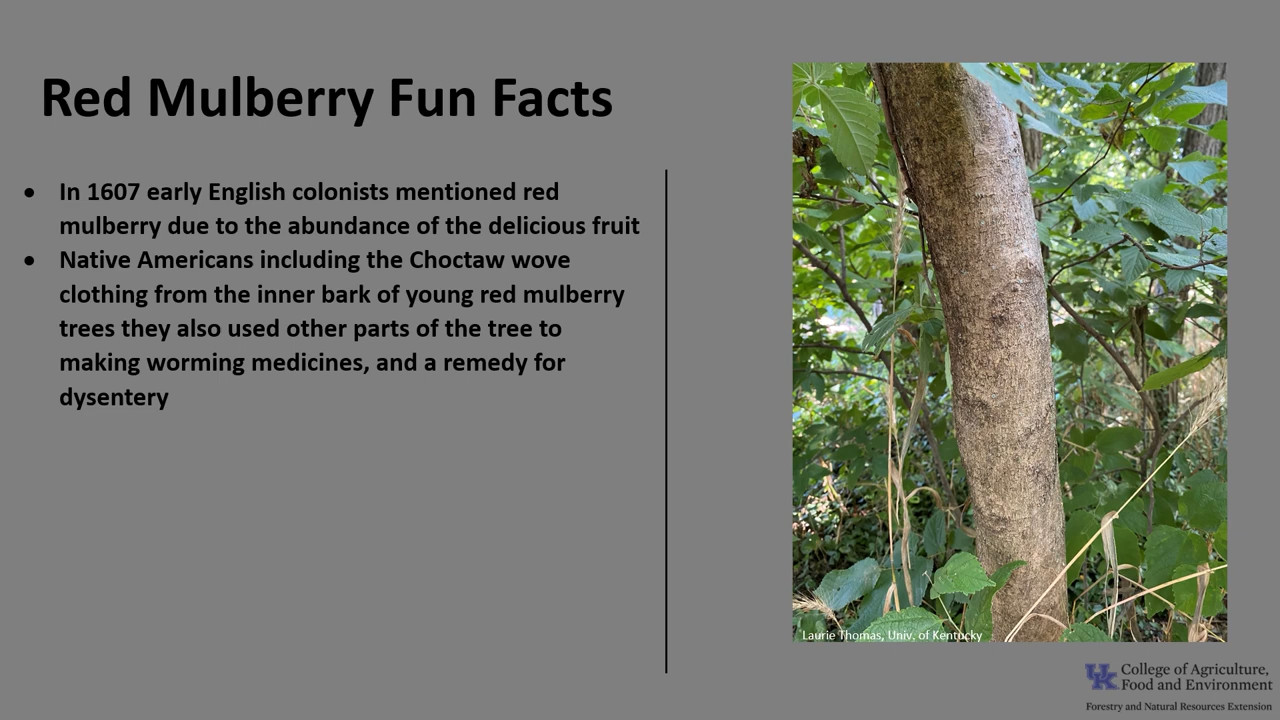 Red Mulberry Fun Facts
• In 1607 early English colonists mentioned red
mulberry due to the abundance of the delicious fruit
• Native Americans including the Choctaw wove
clothing from the inner bark of young red mulberry
trees they also used other parts of the tree to
making worming medicines, and a remedy for
dysentery
Laurie Thomas, Univ. of Kentucky
UK College of Agriculture,
Food and Environment
Forestry and Natural Resources Extension